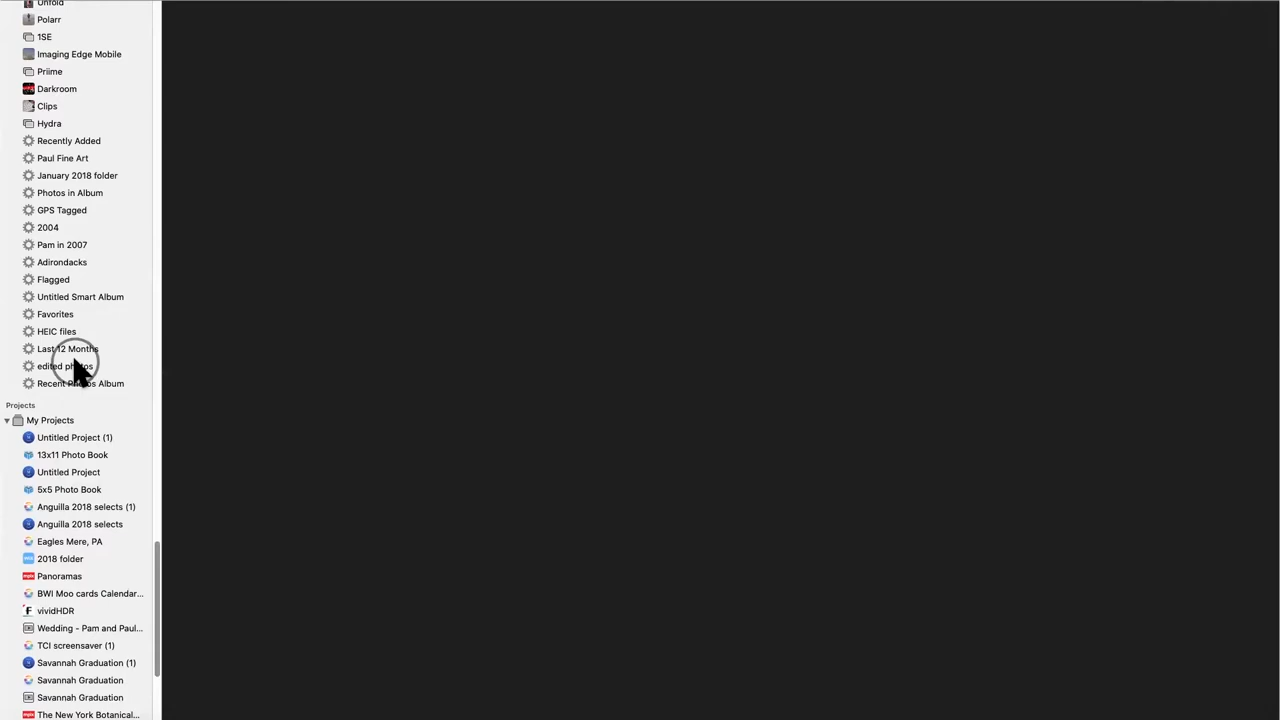 Unfold
Polarr
1SE
Imaging Edge Mobile
Priime
Darkroom
Clips
Hydra
Recently Added
Paul Fine Art
January 2018 folder
Photos in Album
GPS Tagged
2004
Pam in 2007
Adirondacks
Flagged
Untitled Smart Album
Favorites
HEIC files
Last 12 Months
edited photos
Recent Photos Album
Projects
My Projects
Untitled Project (1)
13x11 Photo Book
Untitled Project
5x5 Photo Book
Anguilla 2018 selects (1)
Anguilla 2018 selects
Eagles Mere, PA
2018 folder
Panoramas
BWI Moo cards Calendar...
vividHDR
Wedding - Pam and Paul...
TCI screensaver (1)
Savannah Graduation (1)
Savannah Graduation
Savannah Graduation
The New York Botanical...